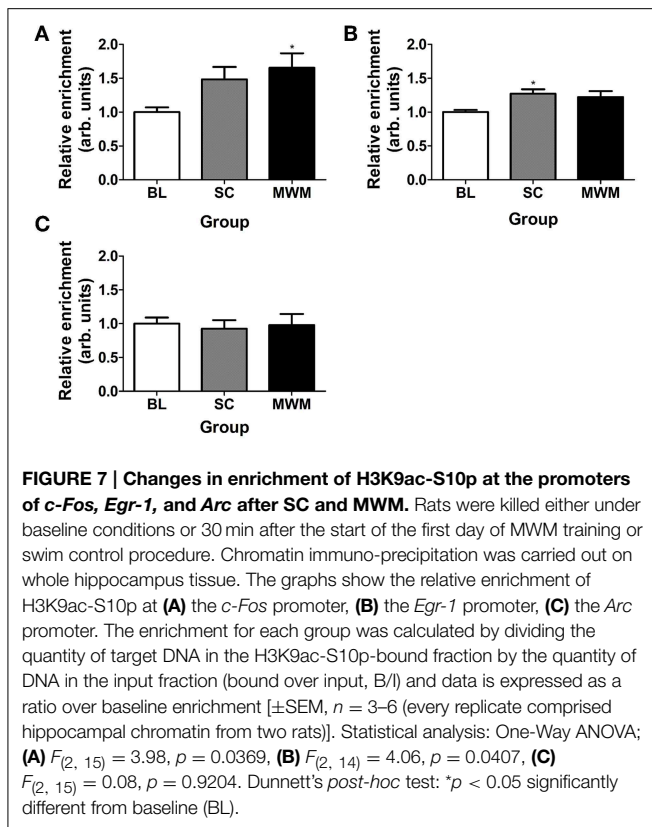 A
B
Relative enrichment
(arb. units)
2.0
1.5
1.0
0.5
0.0
*
BL
SC
MWM
Group
Relative enrichment
(arb. units)
2.0
1.5
1.0
0.5
0.0
*
BL
SC
MWM
Group
C
Relative enrichment
(arb. units)
2.0
1.5
1.0
0.5
0.0
BL
SC
MWM
Group
FIGURE 7 | Changes in enrichment of H3K9ac-S10p at the promoters
of c-Fos, Egr-1, and Arc after SC and MWM. Rats were killed either under
baseline conditions or 30 min after the start of the first day of MWM training or
swim control procedure. Chromatin immuno-precipitation was carried out on
whole hippocampus tissue. The graphs show the relative enrichment of
H3K9ac-S10p at (A) the c-Fos promoter, (B) the Egr-1 promoter, (C) the Arc
promoter. The enrichment for each group was calculated by dividing the
quantity of target DNA in the H3K9ac-S10p-bound fraction by the quantity of
DNA in the input fraction (bound over input, B/I) and data is expressed as a
ratio over baseline enrichment [±SEM, n = 3–6 (every replicate comprised
hippocampal chromatin from two rats)]. Statistical analysis: One-Way ANOVA;
(A) F(2, 15) = 3.98, p = 0.0369, (B) F(2, 14) = 4.06, p = 0.0407, (C)
F(2, 15) = 0.08, p = 0.9204. Dunnett's post-hoc test: *p < 0.05 significantly
different from baseline (BL).